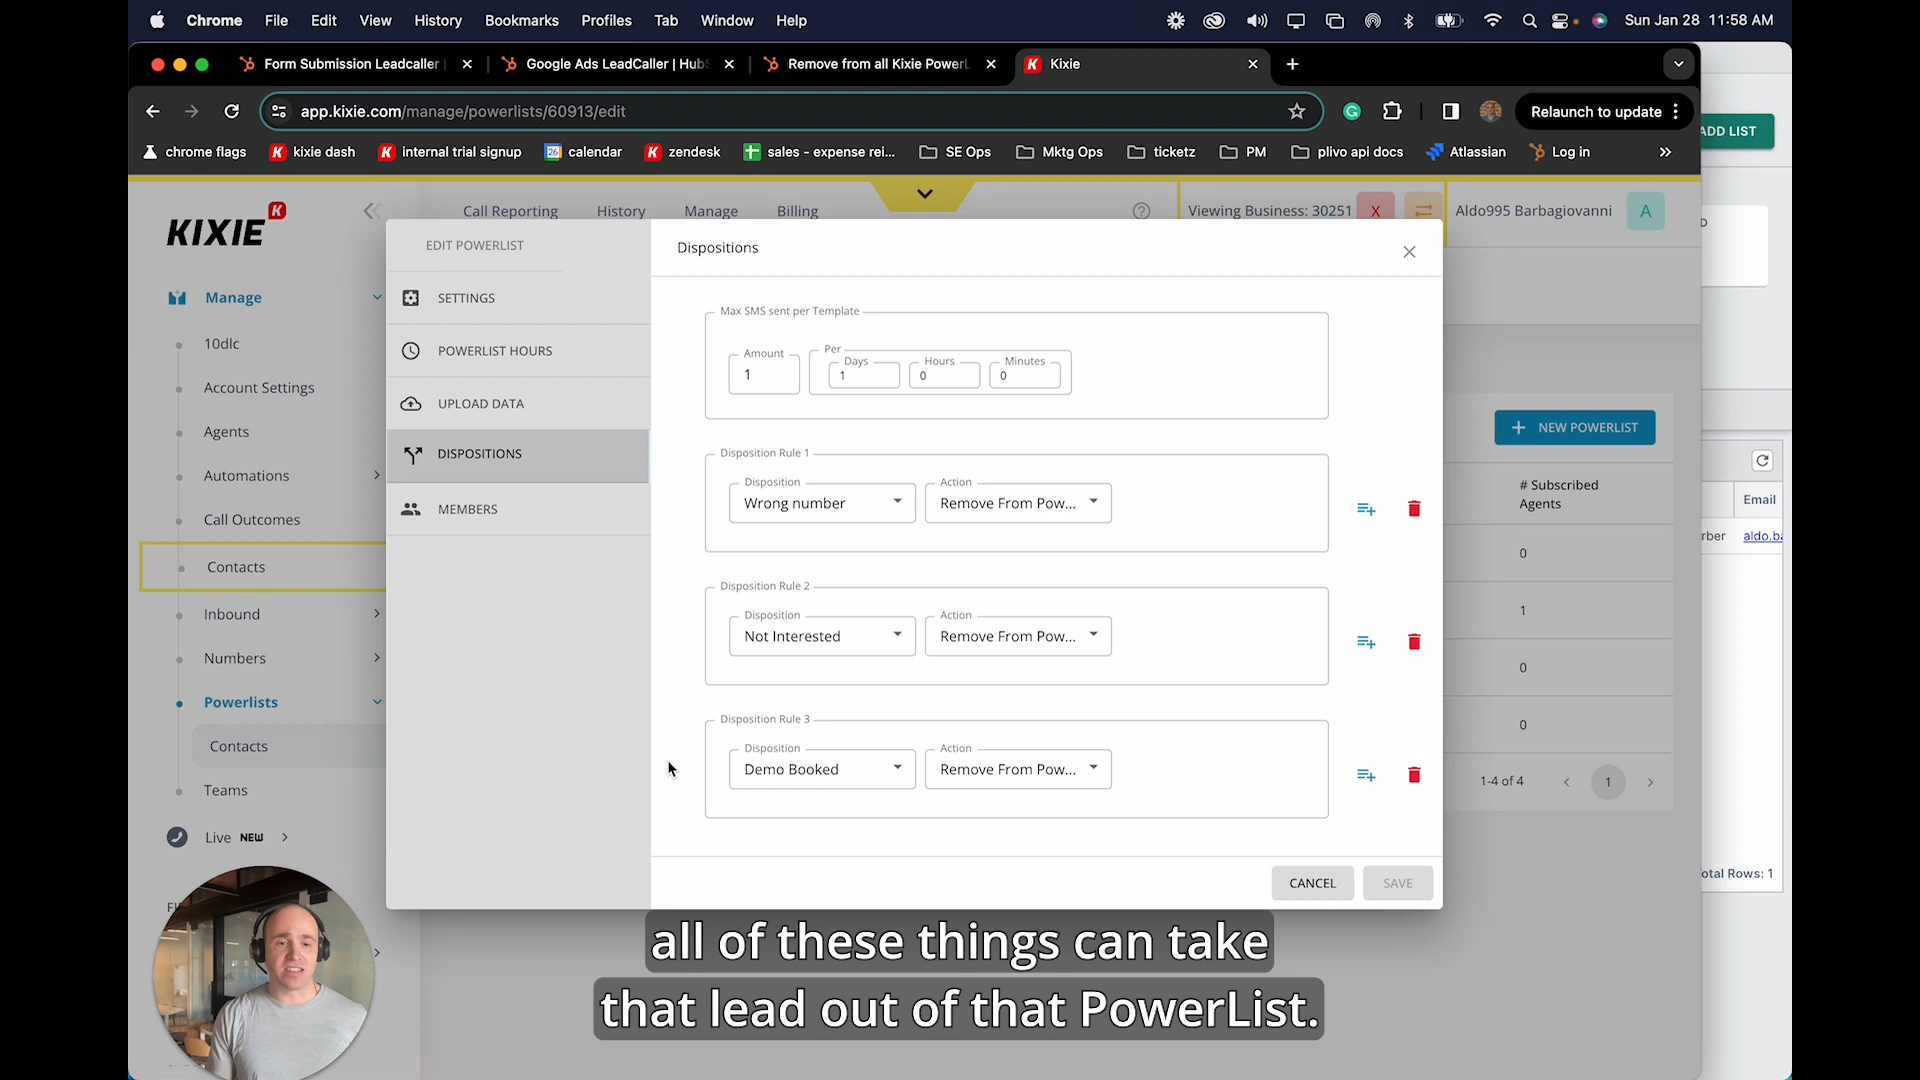 Chrome File Edit View History Bookmarks Profiles Tab Window Help
Sun Jan 28 11:58 AM
Form Submission Leadcaller
Google Ads LeadCaller | HubS
Remove from all Kixie PowerL
Kixie
app.kixie.com/manage/powerlists/60913/edit
Relaunch to update
ADD LIST
chrome flags
kixie dash
internal trial signup
26
calendar
zendesk
sales - expense rei...
SE Ops
Mktg Ops
ticketz
PM
plivo api docs
Atlassian
Log in
KIXIE K
Call Reporting
History
Manage
Billing
Viewing Business: 30251
X
Aldo995 Barbagiovanni
A
Manage
10dlc
Account Settings
Agents
Automations
Call Outcomes
Contacts
Inbound
Numbers
Powerlists
Contacts
Teams
Live NEW
EDIT POWERLIST
SETTINGS
POWERLIST HOURS
UPLOAD DATA
DISPOSITIONS
MEMBERS
Dispositions
Max SMS sent per Template
Amount
1
Per
Days
1
Hours
0
Minutes
0
Disposition Rule 1
Disposition
Wrong number
Action
Remove From Pow...
Disposition Rule 2
Disposition
Not Interested
Action
Remove From Pow...
Disposition Rule 3
Disposition
Demo Booked
Action
Remove From Pow...
CANCEL
SAVE
NEW POWERLIST
# Subscribed
Agents
0
1
0
0
1-4 of 4
1
Email
rber
aldo.ba
otal Rows: 1
all of these things can take
that lead out of that PowerList.